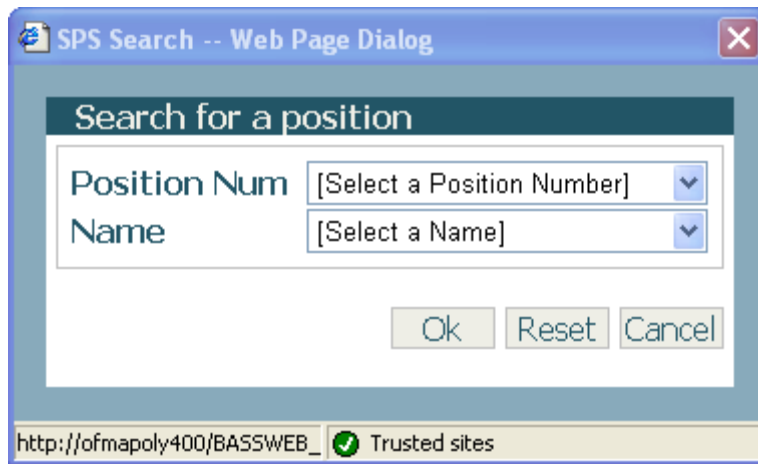 SPS Search -- Web Page Dialog
Search for a position
Position Num [Select a Position Number]
Name [Select a Name]
Ok Reset Cancel
http://ofmapoly400/BASSWEB_ Trusted sites